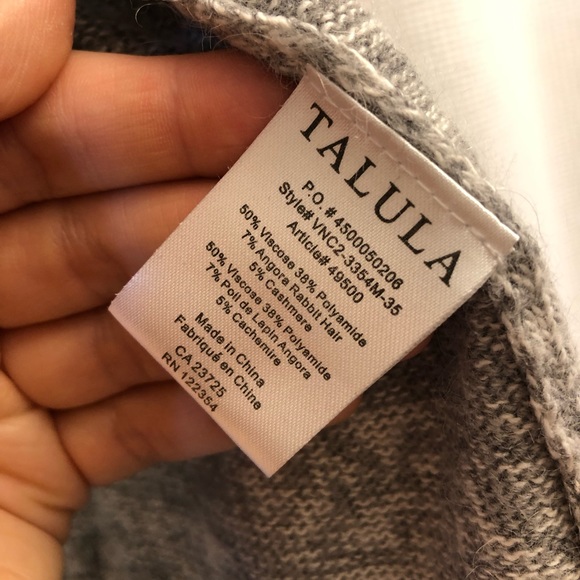 TALULA
P.O. # 4500050206
Style# VNC2-3354M-35
Article# 49500
50% Viscose 38% Polyamide
7% Angora Rabbit Hair
5% Cashmere
50% Viscose 38% Polyamide
7% Poil de Lapin Angora
5% Cachemire
Made in China
Fabriqué en Chine
CA 23725
RN 122354